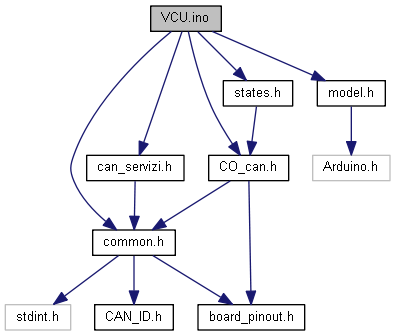 VCU.ino
states.h
model.h
can_servizi.h
CO_can.h
Arduino.h
common.h
stdint.h
CAN_ID.h
board_pinout.h